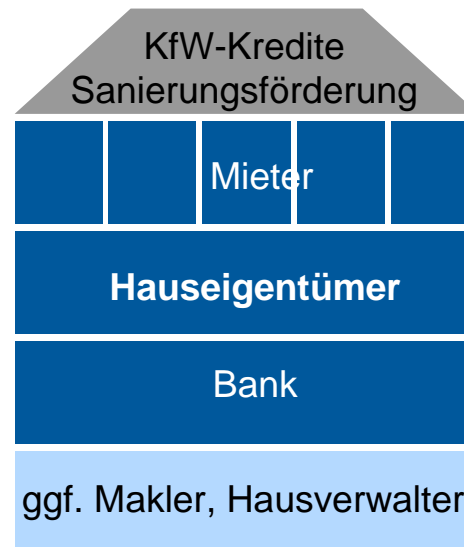 KfW-Kredite
Sanierungsförderung
Mieter
Hauseigentümer
Bank
ggf. Makler, Hausverwalter